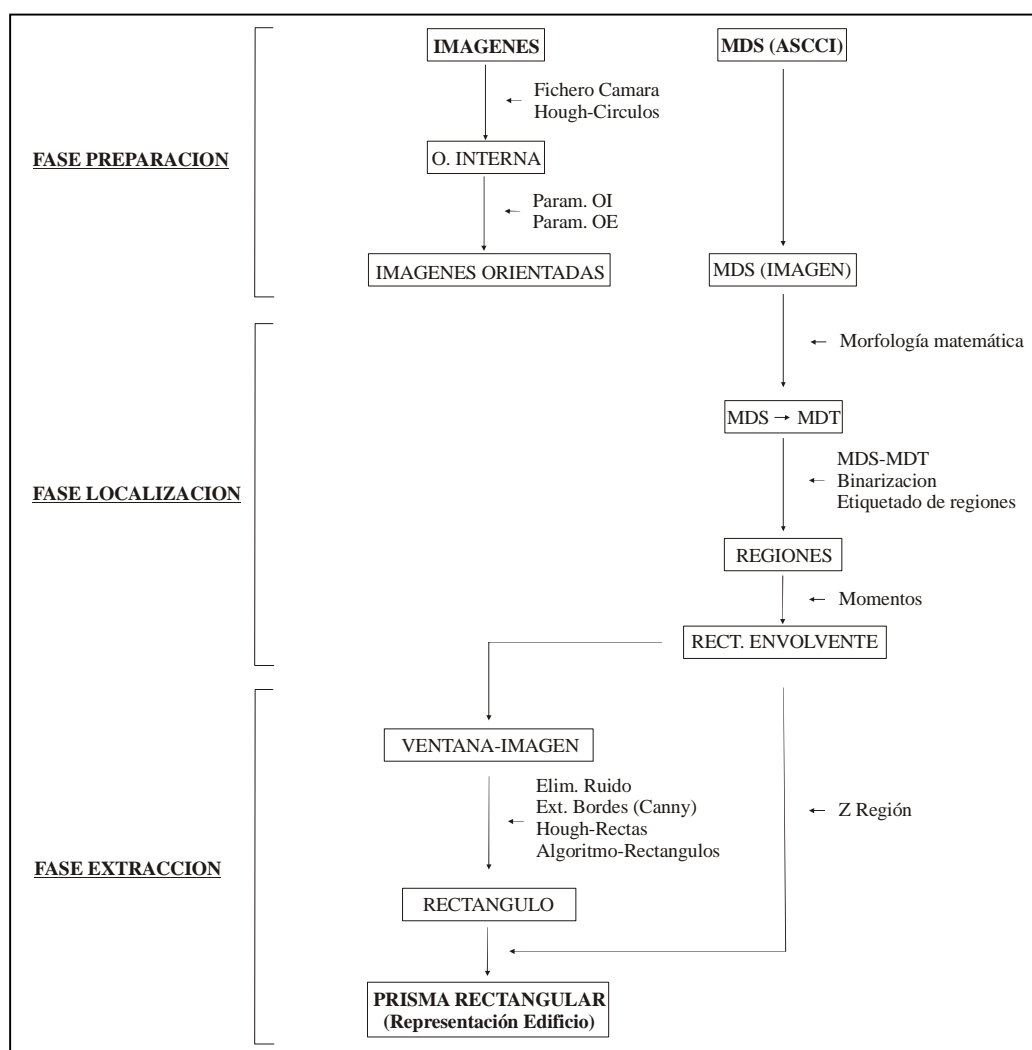 IMAGENES
MDS (ASCCI)
Fichero Camara
Hough-Circulos
FASE PREPARACION
O. INTERNA
Param. OI
Param. OE
IMAGENES ORIENTADAS
MDS (IMAGEN)
Morfología matemática
MDS → MDT
MDS-MDT
Binarizacion
Etiquetado de regiones
FASE LOCALIZACION
REGIONES
Momentos
RECT. ENVOLVENTE
VENTANA-IMAGEN
Elim. Ruido
Ext. Bordes (Canny)
Hough-Rectas
Algoritmo-Rectangulos
Z Región
FASE EXTRACCION
RECTANGULO
PRISMA RECTANGULAR
(Representación Edificio)